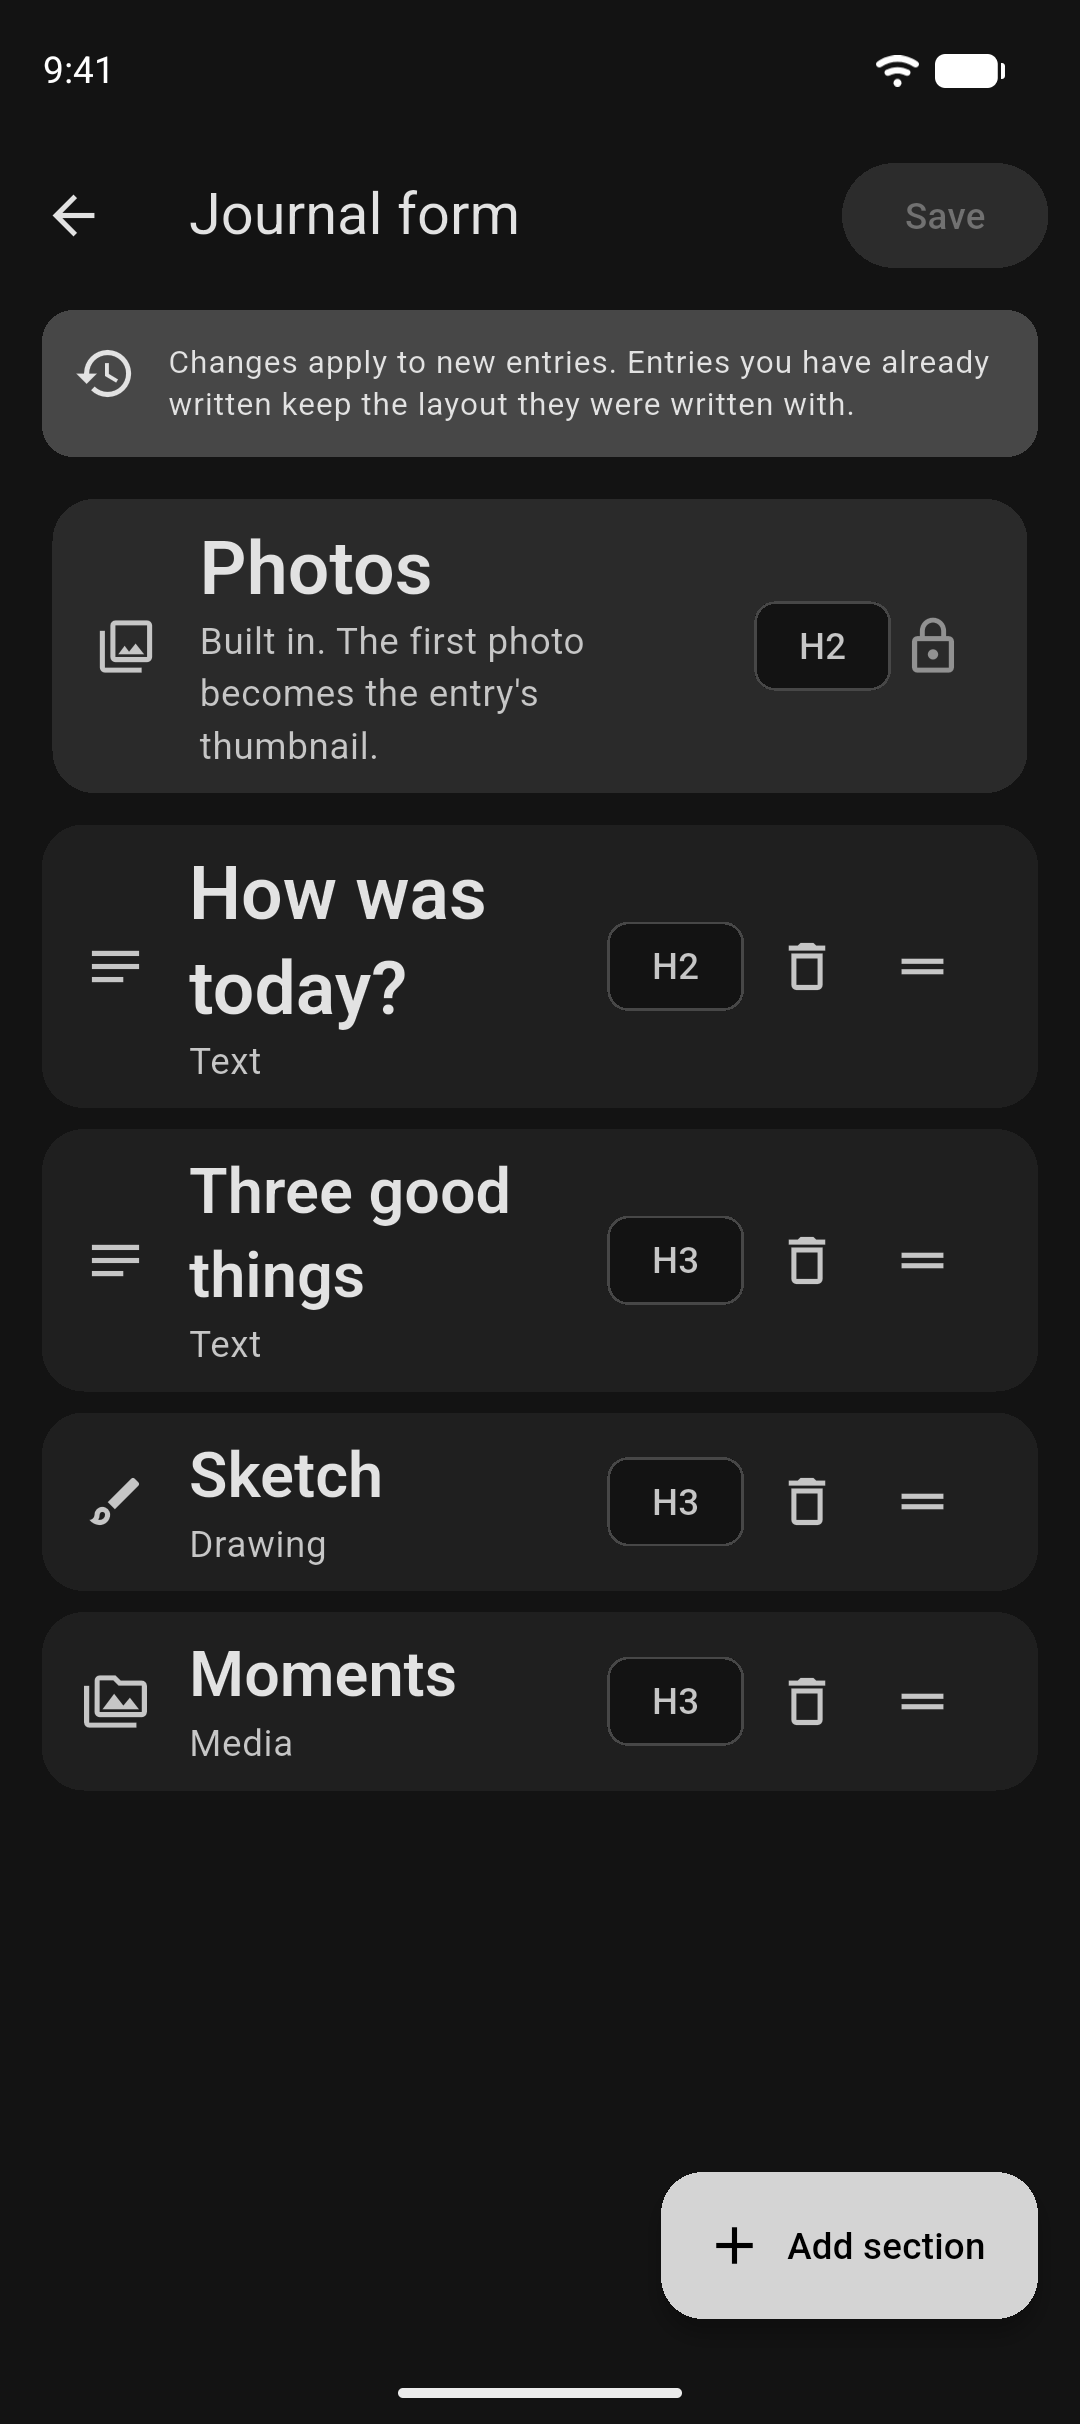 9:41
Journal form
Save
Changes apply to new entries. Entries you have already
written keep the layout they were written with.
Photos
Built in. The first photo
becomes the entry's
thumbnail.
H2
How was
today?
Text
H2
Three good
things
Text
H3
Sketch
Drawing
H3
Moments
Media
H3
Add section